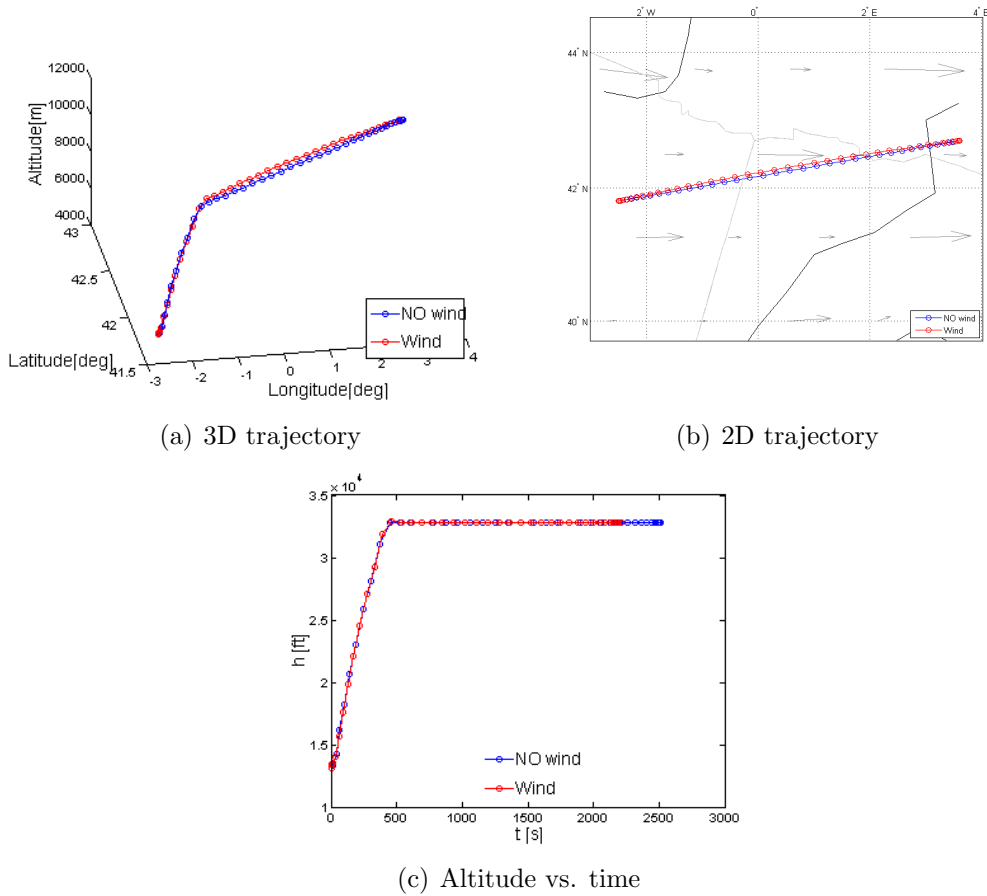 12000
10000
8000
6000
4000
Altitude[m]
43
42.5
42
41.5
Latitude[deg]
-3
-2
-1
0
1
2
3
4
Longitude[deg]
NO wind
Wind
(a) 3D trajectory
2° W
0°
2° E
4° E
44° N
42° N
40° N
NO wind
Wind
(b) 2D trajectory
× 10⁴
3.5
3
2.5
2
1.5
1
h [ft]
0
500
1000
1500
2000
2500
3000
t [s]
NO wind
Wind
(c) Altitude vs. time